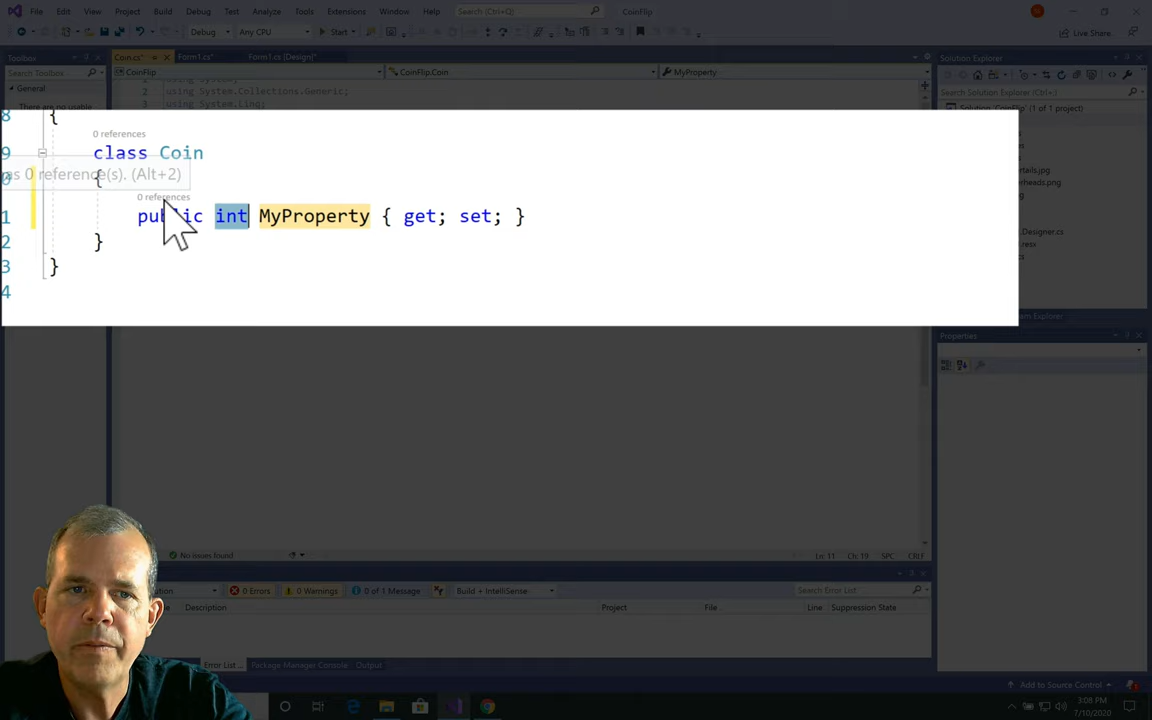 File Edit View Project Build Debug Test Analyze Tools Extensions Window Help Search (Ctrl+Q) CoinFlip
Debug Any CPU Start Live Share
Toolbox Coin.cs* Form1.cs* Form1.cs [Design]* Solution Explorer
Search Toolbox CoinFlip CoinFlip.Coin MyProperty
1 using System;
There are no usable 2 using System.Collections.Generic; Search Solution Explorer (Ctrl+;)
3 using System.Linq; Solution 'CoinFlip' (1 of 1 project)
8 {
0 references
9 class Coin
as 0 reference(s). (Alt+2)
{
0 references
1 public int MyProperty { get; set; }
2 }
3 }
4
tails.jpg
heads.png
.Designer.cs
.resx
.cs
Explorer
Properties
No issues found Ln: 11 Ch: 19 SPC CRLF
0 Errors 0 Warnings 0 of 1 Message Build + IntelliSense Search Error List
Description Project File Line Suppression State
Error List ... Package Manager Console Output
Add to Source Control
3:08 PM
7/10/2020